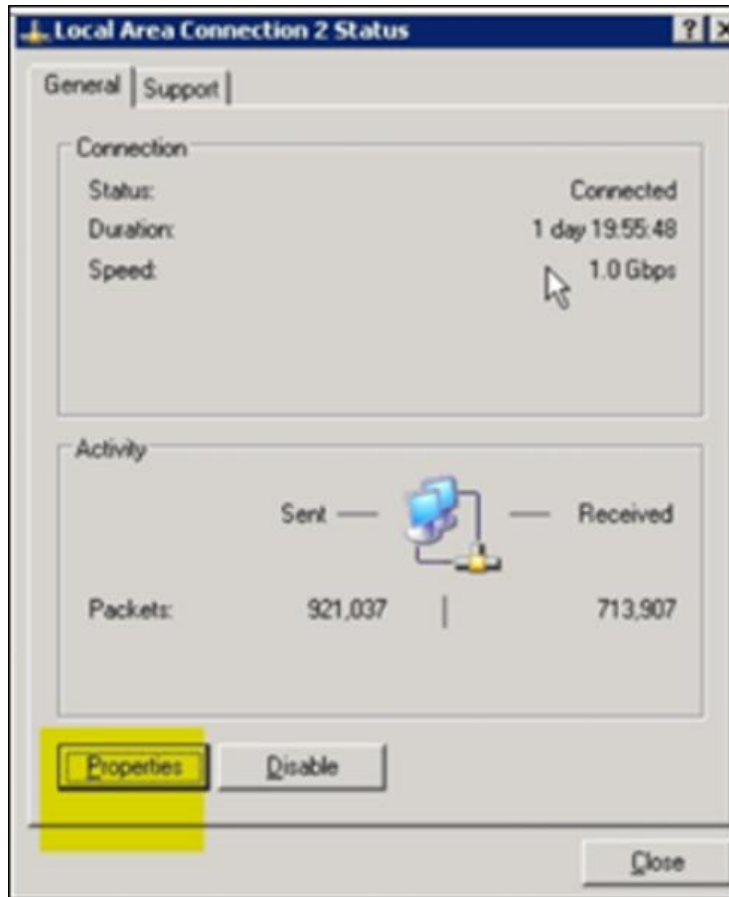 Local Area Connection 2 Status
General Support
Connection
Status: Connected
Duration: 1 day 19:55:48
Speed: 1.0 Gbps
Activity
Sent — — Received
Packets: 921,037 | 713,907
Properties Disable
Close